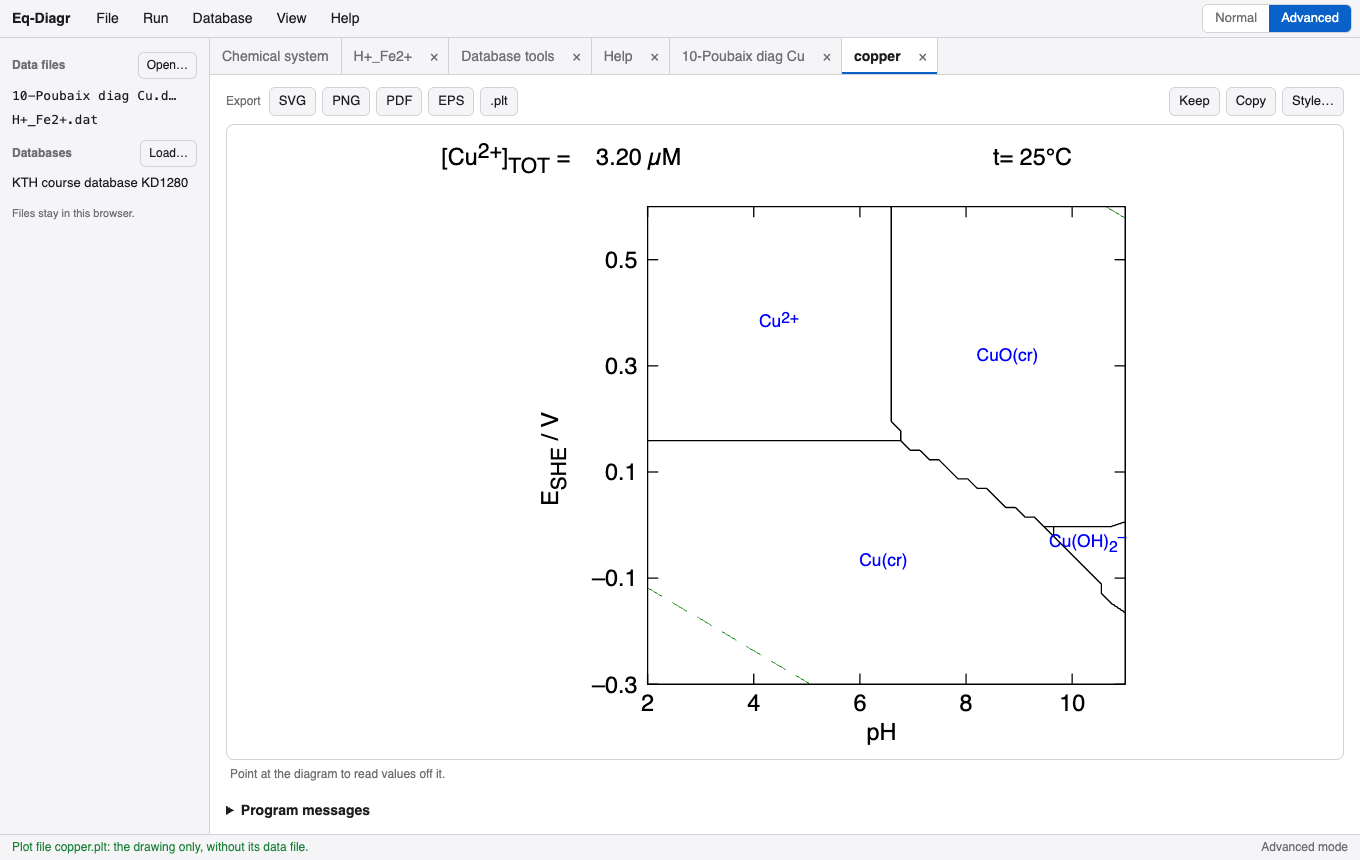 Eq-Diagr File Run Database View Help Normal Advanced
Data files Open…
10-Poubaix diag Cu.d…
H+_Fe2+.dat
Databases Load…
KTH course database KD1280
Files stay in this browser.
Chemical system H+_Fe2+ × Database tools × Help × 10-Poubaix diag Cu × copper ×
Export SVG PNG PDF EPS .plt Keep Copy Style…
[Cu2+]TOT = 3.20 µM t= 25°C
0.5
0.3
0.1
−0.1
−0.3
ESHE / V
Cu2+
CuO(cr)
Cu(OH)2−
Cu(cr)
2 4 6 8 10
pH
Point at the diagram to read values off it.
▶ Program messages
Plot file copper.plt: the drawing only, without its data file. Advanced mode